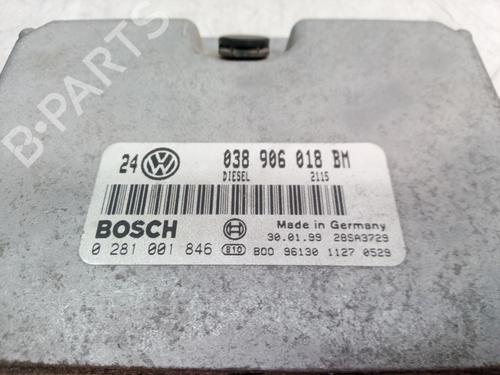 B-PARTS
24 VW 038 906 018 BM
DIESEL 2115
BOSCH
Made in Germany
30.01.99 28SA3729
0 281 001 846 810 BOO 96130 1127 0529